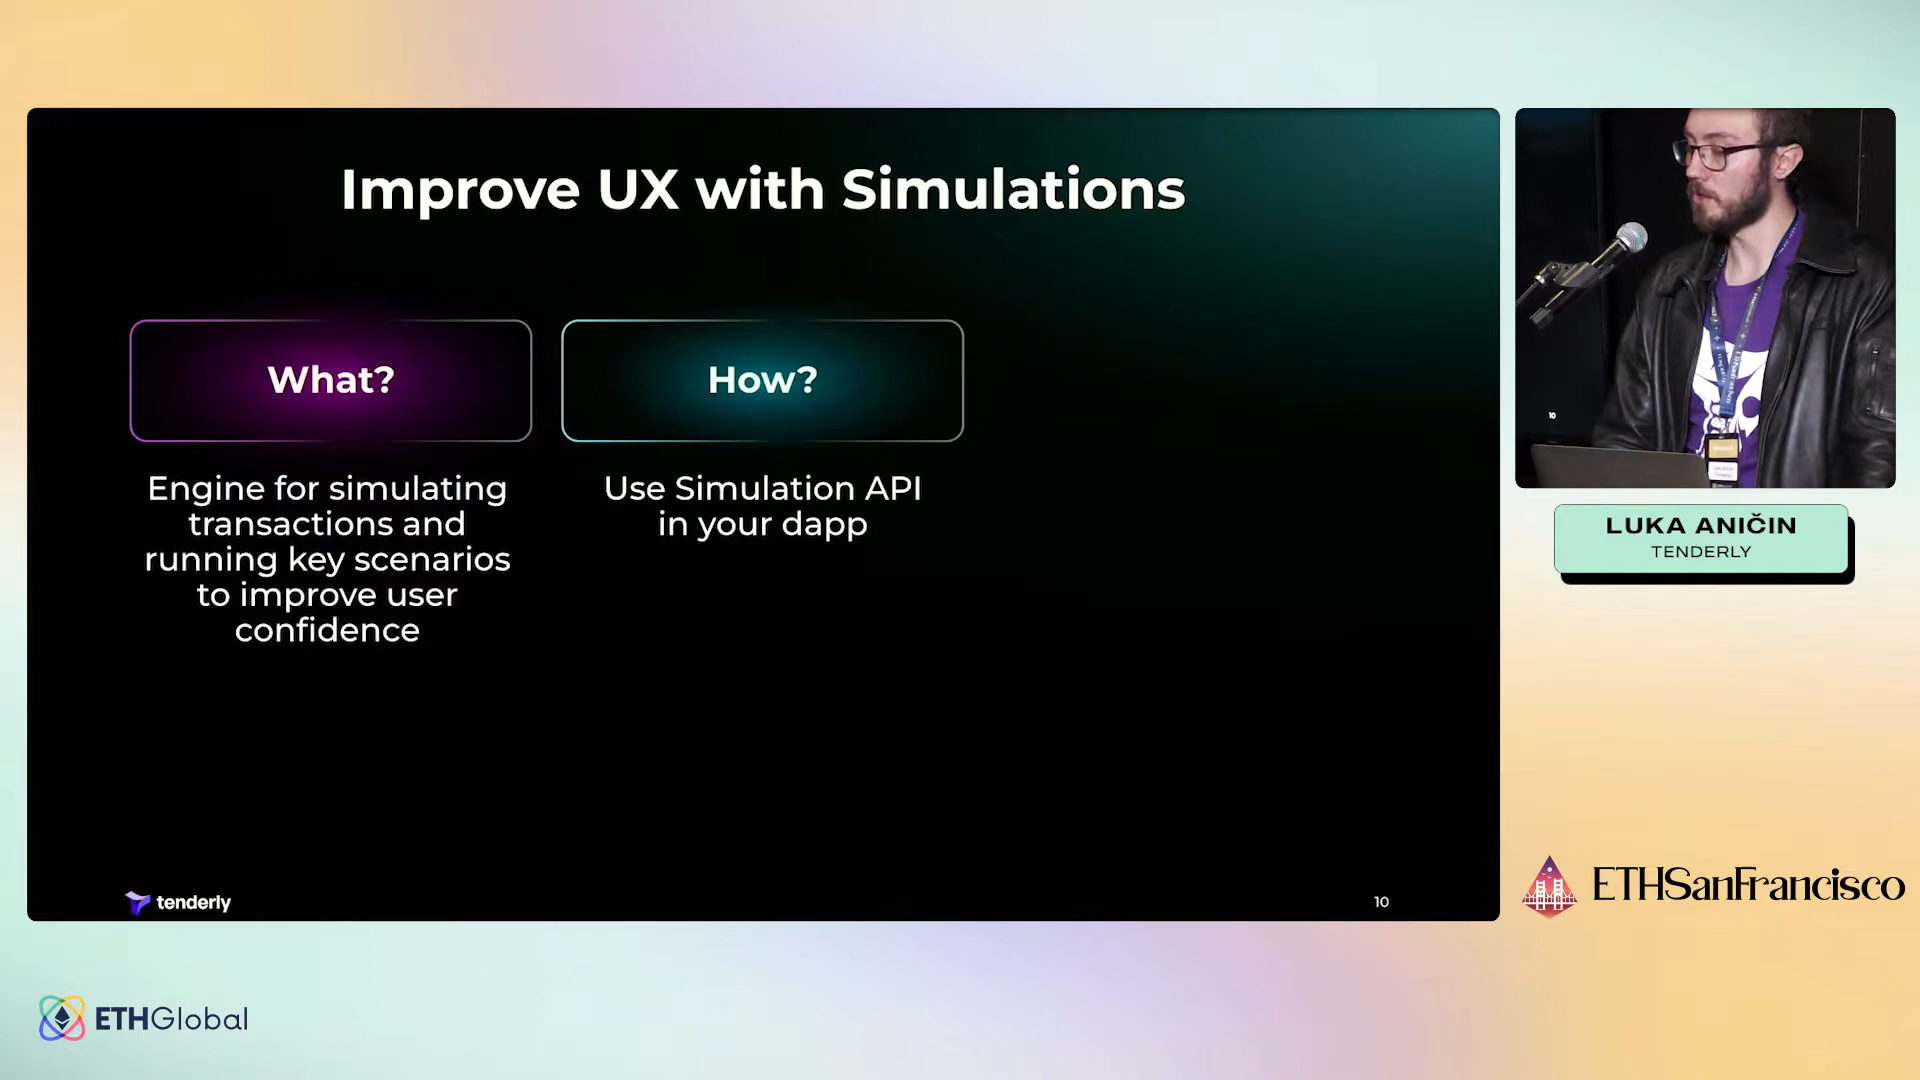 Improve UX with Simulations
What?
Engine for simulating
transactions and
running key scenarios
to improve user
confidence
How?
Use Simulation API
in your dapp
tenderly
10
10
LUKA ANIČIN
TENDERLY
ETHSanFrancisco
ETHGlobal